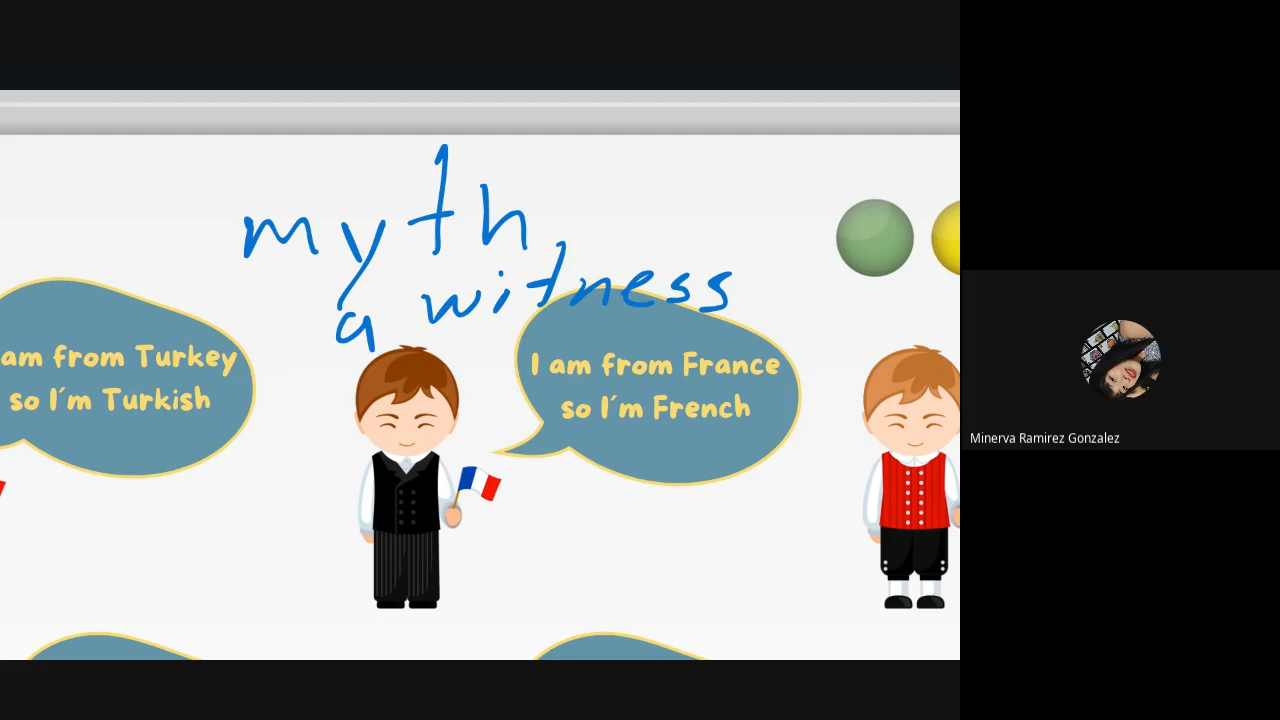 myth,
a witness
am from Turkey
so I´m Turkish
I am from France
so I´m French
Minerva Ramirez Gonzalez